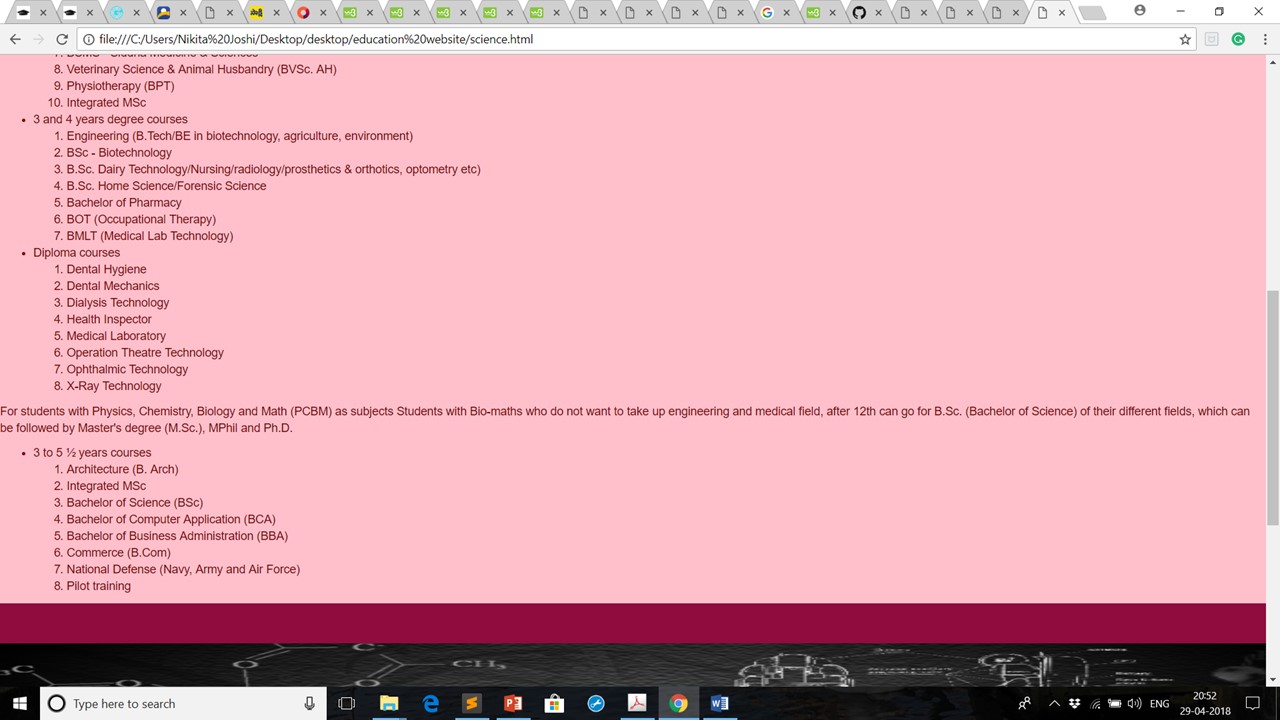 file:///C:/Users/Nikita%20Joshi/Desktop/desktop/education%20website/science.html
8. Veterinary Science & Animal Husbandry (BVSc. AH)
9. Physiotherapy (BPT)
10. Integrated MSc
• 3 and 4 years degree courses
1. Engineering (B.Tech/BE in biotechnology, agriculture, environment)
2. BSc - Biotechnology
3. B.Sc. Dairy Technology/Nursing/radiology/prosthetics & orthotics, optometry etc)
4. B.Sc. Home Science/Forensic Science
5. Bachelor of Pharmacy
6. BOT (Occupational Therapy)
7. BMLT (Medical Lab Technology)
• Diploma courses
1. Dental Hygiene
2. Dental Mechanics
3. Dialysis Technology
4. Health Inspector
5. Medical Laboratory
6. Operation Theatre Technology
7. Ophthalmic Technology
8. X-Ray Technology
For students with Physics, Chemistry, Biology and Math (PCBM) as subjects Students with Bio-maths who do not want to take up engineering and medical field, after 12th can go for B.Sc. (Bachelor of Science) of their different fields, which can
be followed by Master's degree (M.Sc.), MPhil and Ph.D.
• 3 to 5 ½ years courses
1. Architecture (B. Arch)
2. Integrated MSc
3. Bachelor of Science (BSc)
4. Bachelor of Computer Application (BCA)
5. Bachelor of Business Administration (BBA)
6. Commerce (B.Com)
7. National Defense (Navy, Army and Air Force)
8. Pilot training
CH₃
Type here to search
ENG
20:52
29-04-2018